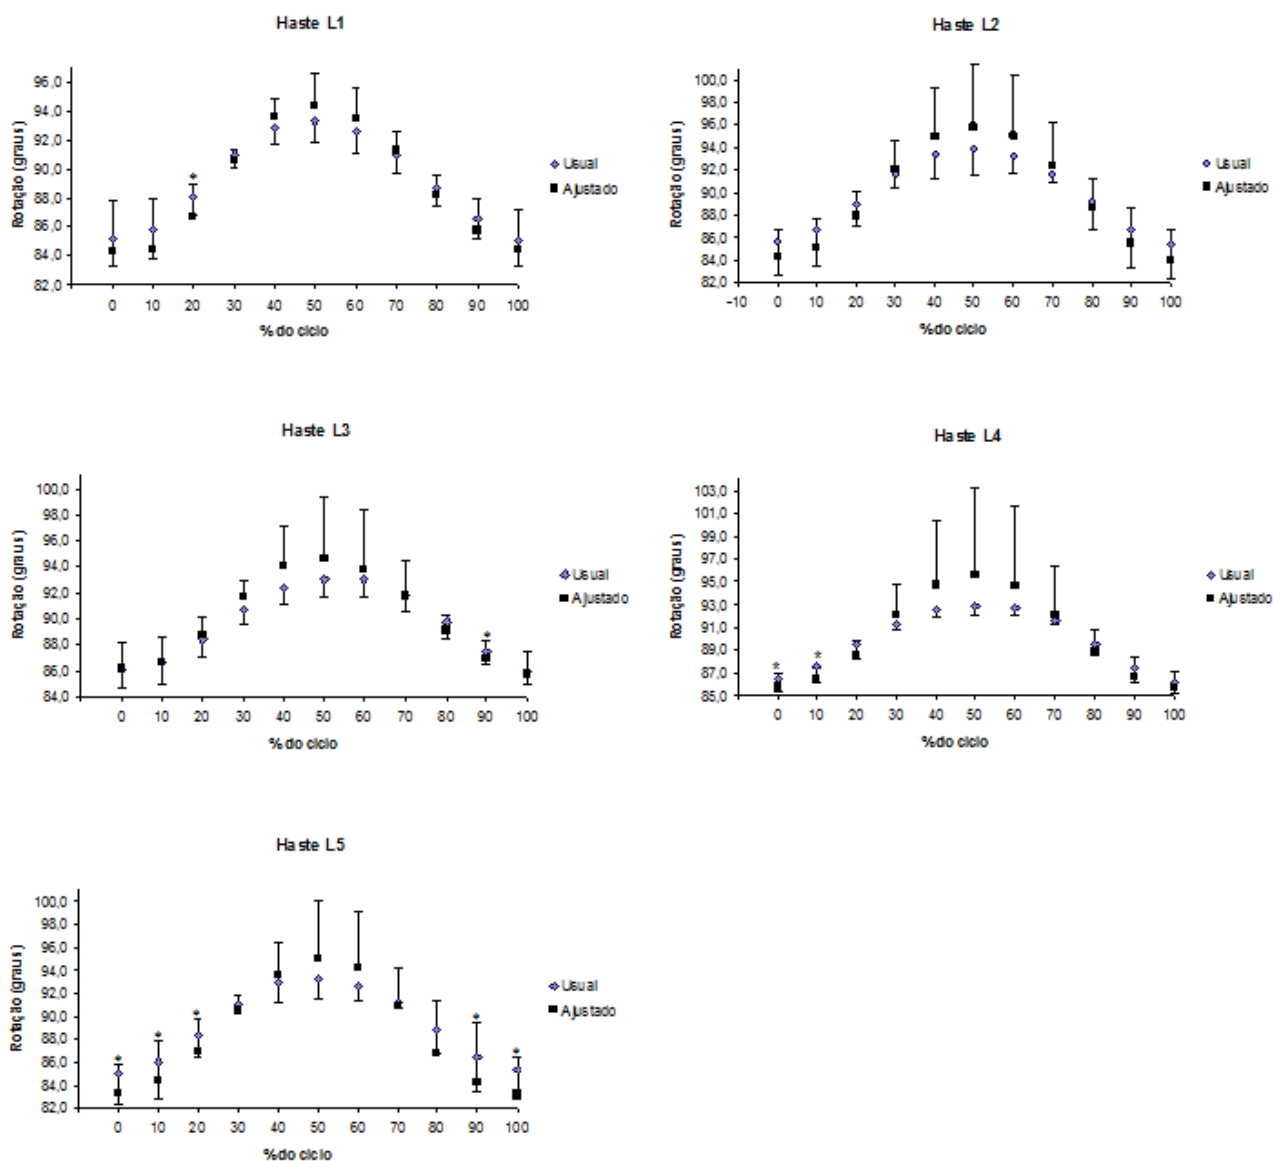 Haste L1
96,0
94,0
92,0
90,0
88,0
86,0
84,0
82,0
Rotação (graus)
*
0 10 20 30 40 50 60 70 80 90 100
% do ciclo
Usual
Ajustado
Haste L2
100,0
98,0
96,0
94,0
92,0
90,0
88,0
86,0
84,0
82,0
Rotação (graus)
-10 0 10 20 30 40 50 60 70 80 90 100
% do ciclo
Usual
Ajustado
Haste L3
100,0
98,0
96,0
94,0
92,0
90,0
88,0
86,0
84,0
Rotação (graus)
*
0 10 20 30 40 50 60 70 80 90 100
% do ciclo
Usual
Ajustado
Haste L4
103,0
101,0
99,0
97,0
95,0
93,0
91,0
89,0
87,0
85,0
Rotação (graus)
* *
0 10 20 30 40 50 60 70 80 90 100
% do ciclo
Usual
Ajustado
Haste L5
100,0
98,0
96,0
94,0
92,0
90,0
88,0
86,0
84,0
82,0
Rotação (graus)
* * * * *
0 10 20 30 40 50 60 70 80 90 100
% do ciclo
Usual
Ajustado